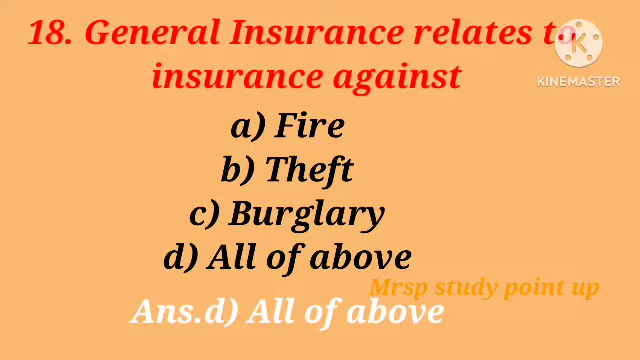 18. General Insurance relates to
KINEMASTER
insurance against
a) Fire
b) Theft
c) Burglary
d) All of above
Mrsp study point up
Ans.d) All of above